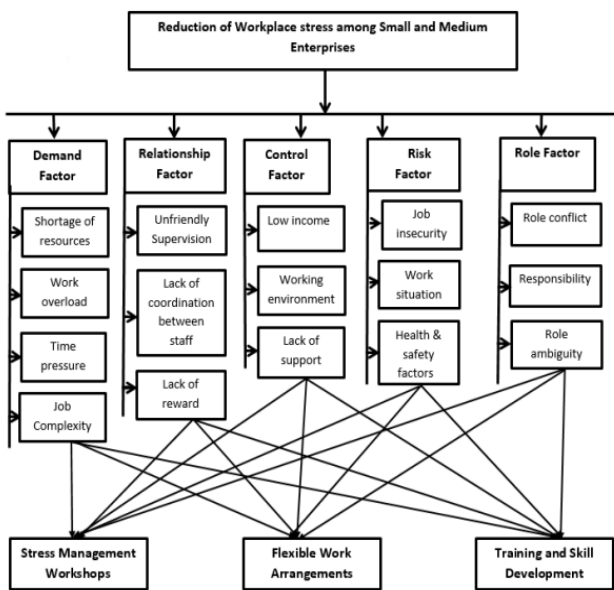 Reduction of Workplace stress among Small and Medium
Enterprises
Demand
Factor
Relationship
Factor
Control
Factor
Risk
Factor
Role Factor
Shortage of
resources
Work
overload
Time
pressure
Job
Complexity
Unfriendly
Supervision
Lack of
coordination
between
staff
Lack of
reward
Low income
Working
environment
Lack of
support
Job
insecurity
Work
situation
Health &
safety
factors
Role conflict
Responsibility
Role
ambiguity
Stress Management
Workshops
Flexible Work
Arrangements
Training and Skill
Development